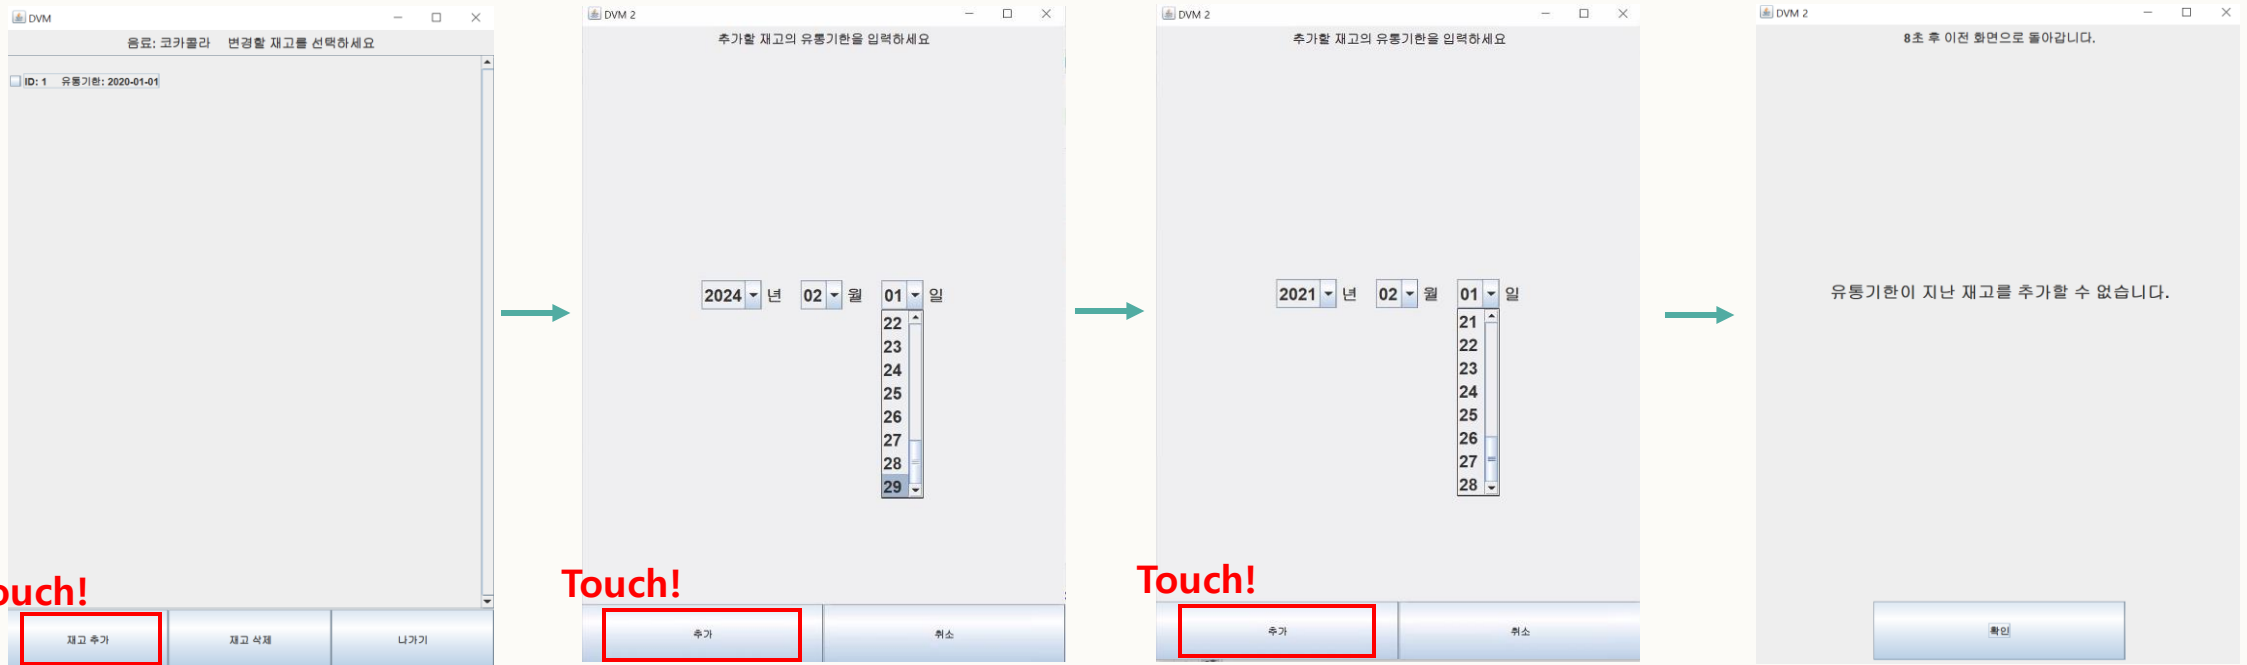 DVM
음료: 코카콜라 변경할 재고를 선택하세요
ID: 1 유통기한: 2020-01-01
Touch!
재고 추가
재고 삭제
나가기
DVM 2
추가할 재고의 유통기한을 입력하세요
2024 년 02 월 01 일
22
23
24
25
26
27
28
29
Touch!
추가
취소
DVM 2
추가할 재고의 유통기한을 입력하세요
2021 년 02 월 01 일
21
22
23
24
25
26
27
28
Touch!
추가
취소
DVM 2
8초 후 이전 화면으로 돌아갑니다.
유통기한이 지난 재고를 추가할 수 없습니다.
확인